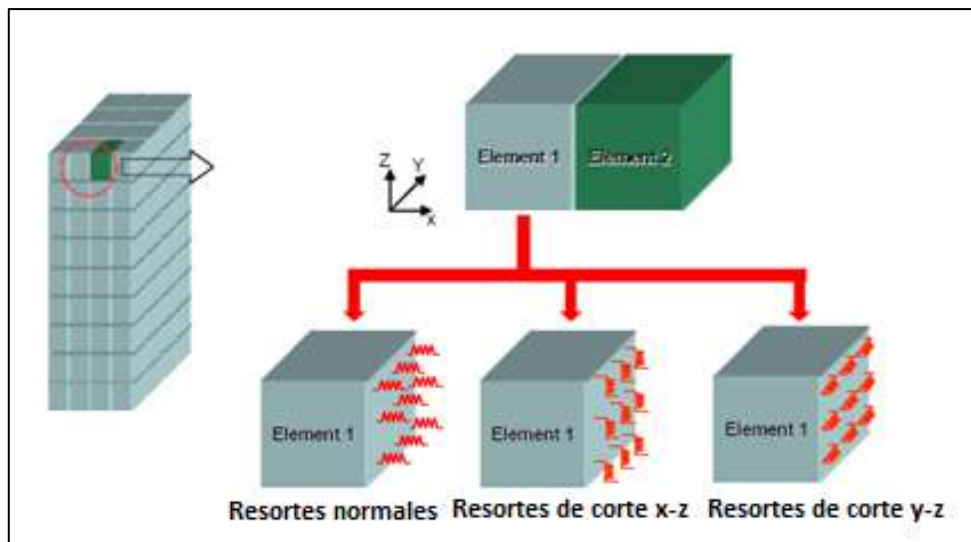 Element 1
Element 2
Z
Y
X
Element 1
Element 1
Element 1
Resortes normales
Resortes de corte x-z
Resortes de corte y-z